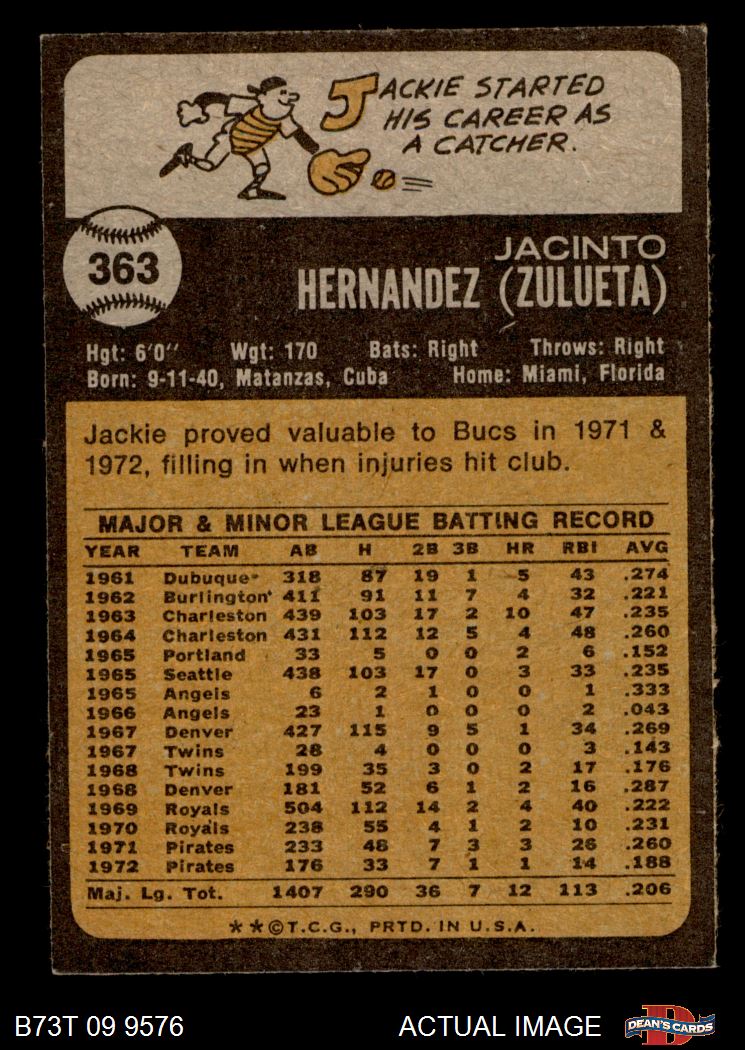 JACKIE STARTED
HIS CAREER AS
A CATCHER.
363
JACINTO
HERNANDEZ (ZULUETA)
Hgt: 6'0" Wgt: 170 Bats: Right Throws: Right
Born: 9-11-40, Matanzas, Cuba Home: Miami, Florida
Jackie proved valuable to Bucs in 1971 &
1972, filling in when injuries hit club.
MAJOR & MINOR LEAGUE BATTING RECORD
YEAR TEAM AB H 2B 3B HR RBI AVG
1961 Dubuque* 318 87 19 1 5 43 .274
1962 Burlington* 411 91 11 7 4 32 .221
1963 Charleston 439 103 17 2 10 47 .235
1964 Charleston 431 112 12 5 4 48 .260
1965 Portland 33 5 0 0 2 6 .152
1965 Seattle 438 103 17 0 3 33 .235
1965 Angels 6 2 1 0 0 1 .333
1966 Angels 23 1 0 0 0 2 .043
1967 Denver 427 115 9 5 1 34 .269
1967 Twins 28 4 0 0 0 3 .143
1968 Twins 199 35 3 0 2 17 .176
1968 Denver 181 52 6 1 2 16 .287
1969 Royals 504 112 14 2 4 40 .222
1970 Royals 238 55 4 1 2 10 .231
1971 Pirates 233 48 7 3 3 26 .260
1972 Pirates 176 33 7 1 1 14 .188
Maj. Lg. Tot. 1407 290 36 7 12 113 .206
**©T.C.G., PRTD. IN U.S.A.
B73T 09 9576 ACTUAL IMAGE
D
DEAN'S CARDS